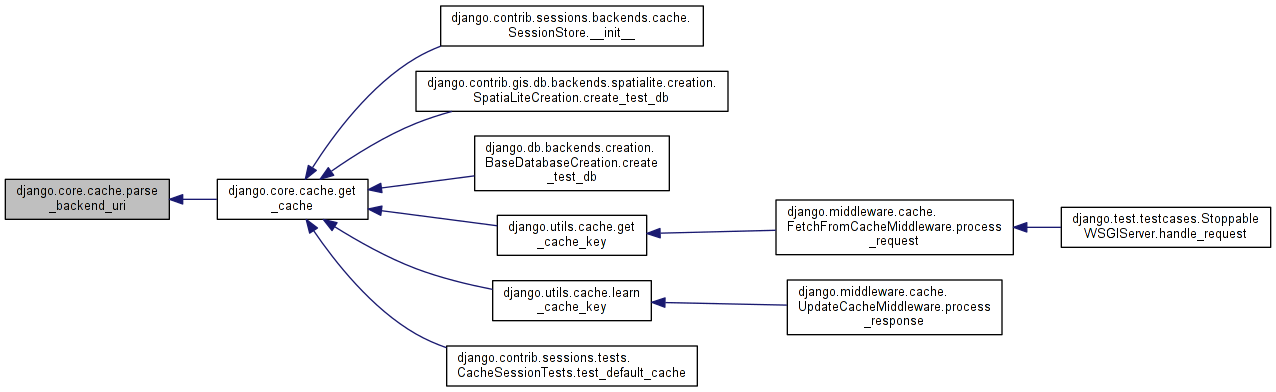 django.contrib.sessions.backends.cache.
SessionStore.__init__
django.contrib.gis.db.backends.spatialite.creation.
SpatiaLiteCreation.create_test_db
django.db.backends.creation.
BaseDatabaseCreation.create
_test_db
django.core.cache.parse
_backend_uri
django.core.cache.get
_cache
django.utils.cache.get
_cache_key
django.middleware.cache.
FetchFromCacheMiddleware.process
_request
django.test.testcases.Stoppable
WSGIServer.handle_request
django.utils.cache.learn
_cache_key
django.middleware.cache.
UpdateCacheMiddleware.process
_response
django.contrib.sessions.tests.
CacheSessionTests.test_default_cache